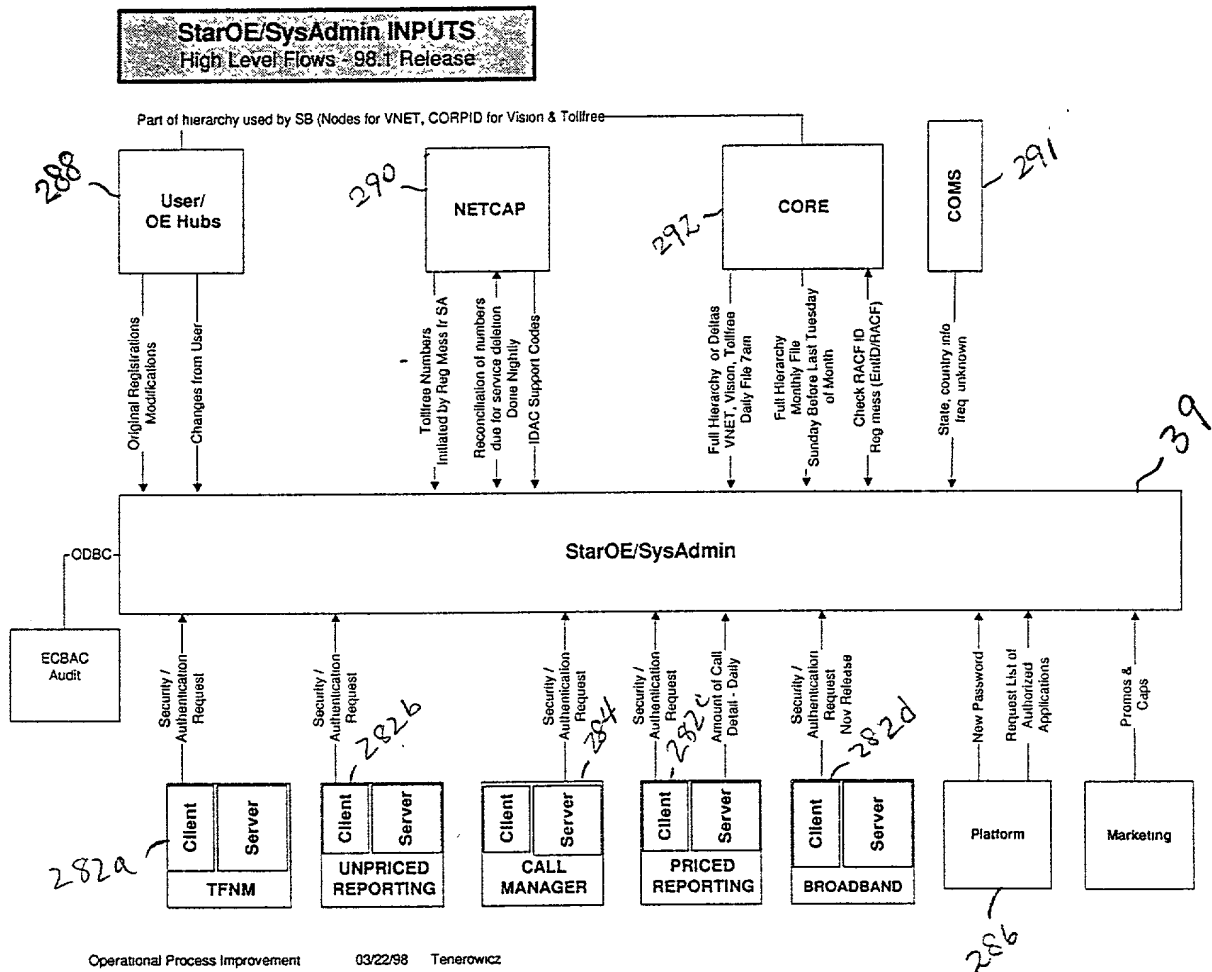 StarOE/SysAdmin INPUTS
High Level Flows - 98.1 Release
Part of hierarchy used by SB (Nodes for VNET, CORPID for Vision & Tollfree
288
User/
OE Hubs
290
NETCAP
292
CORE
COMS
291
Original Registrations
Modifications
Changes from User
Tollfree Numbers
Initiated by Reg Mess fr SA
Reconciliation of numbers
due for service deletion
Done Nightly
IDAC Support Codes
Full Hierarchy or Deltas
VNET, Vision, Tollfree
Daily File 7am
Full Hierarchy
Monthly File
Sunday Before Last Tuesday
of Month
Check RACF ID
Reg mess (EntID/RACF)
State, country info
freq unknown
39
StarOE/SysAdmin
ODBC
ECBAC
Audit
Security /
Authentication
Request
Security /
Authentication
Request
282b
Security /
Authentication
Request
284
Security /
Authentication
Request
282c
Amount of Call
Detail - Daily
Security /
Authentication
Request
Nov Release
282d
New Password
Request List of
Authorized
Applications
Promos &
Caps
282a
Client
Server
TFNM
Client
Server
UNPRICED
REPORTING
Client
Server
CALL
MANAGER
Client
Server
PRICED
REPORTING
Client
Server
BROADBAND
Platform
286
Marketing
Operational Process Improvement 03/22/98 Tenerowicz